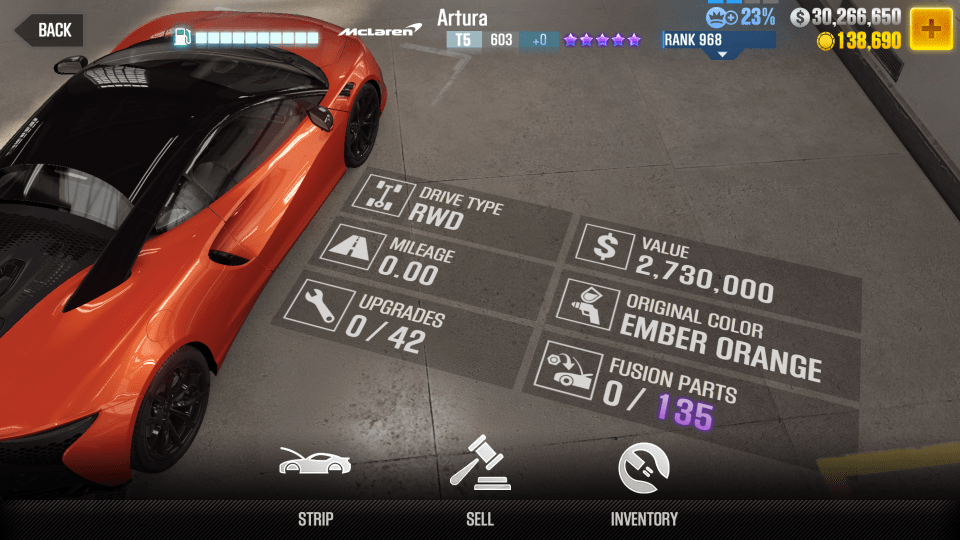 BACK
McLaren
Artura
T5 603 +0
23%
RANK 968
30,266,650
138,690
DRIVE TYPE
RWD
MILEAGE
0.00
UPGRADES
0 / 42
VALUE
2,730,000
ORIGINAL COLOR
EMBER ORANGE
FUSION PARTS
0 / 135
STRIP
SELL
INVENTORY